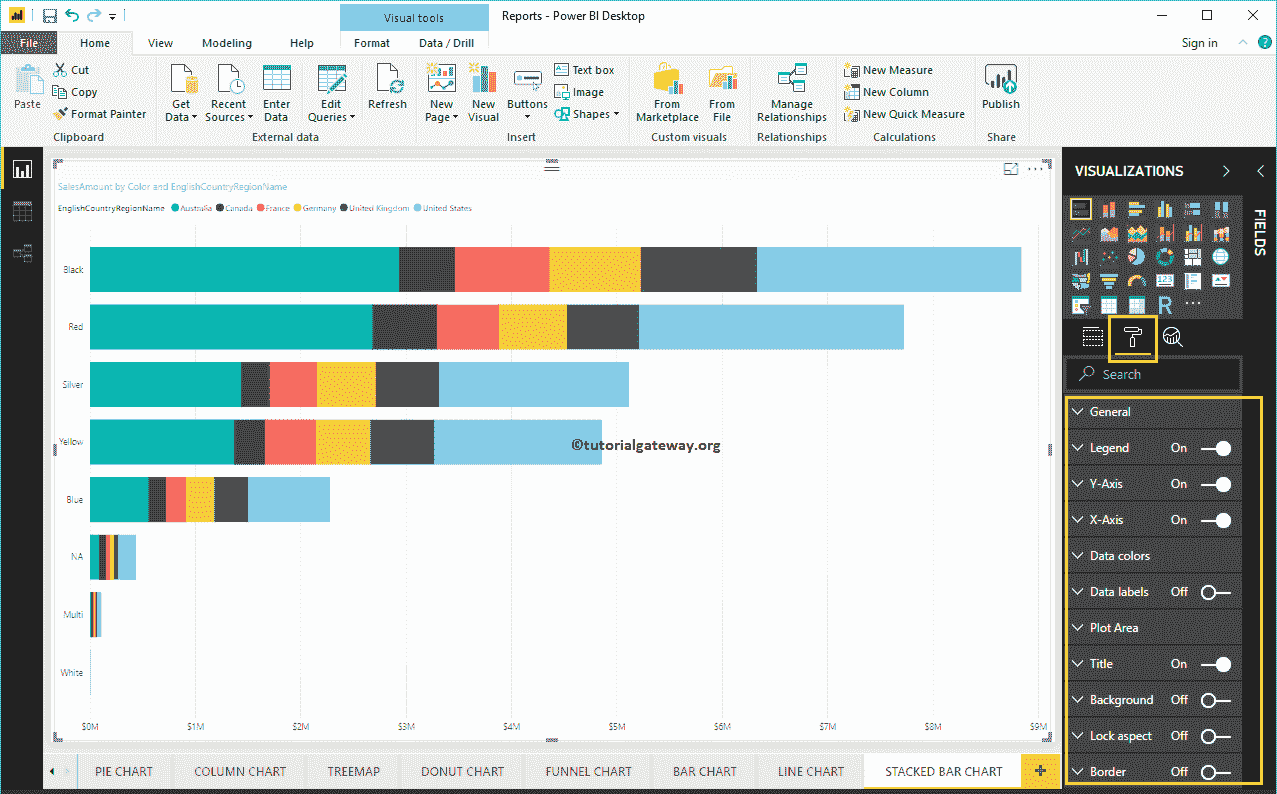 Visual tools
Reports - Power BI Desktop
File Home View Modeling Help Format Data / Drill Sign in
Paste
Cut
Copy
Format Painter
Clipboard
Get Data
Recent Sources
Enter Data
Edit Queries
External data
Refresh
New Page
New Visual
Buttons
Text box
Image
Shapes
Insert
From Marketplace
From File
Custom visuals
Manage Relationships
Relationships
New Measure
New Column
New Quick Measure
Calculations
Publish
Share
SalesAmount by Color and EnglishCountryRegionName
EnglishCountryRegionName Australia Canada France Germany United Kingdom United States
Black
Red
Silver
Yellow
©tutorialgateway.org
Blue
NA
Multi
White
$0M $1M $2M $3M $4M $5M $6M $7M $8M $9M
PIE CHART COLUMN CHART TREEMAP DONUT CHART FUNNEL CHART BAR CHART LINE CHART STACKED BAR CHART
VISUALIZATIONS
FIELDS
123
R
Search
General
Legend On
Y-Axis On
X-Axis On
Data colors
Data labels Off
Plot Area
Title On
Background Off
Lock aspect Off
Border Off